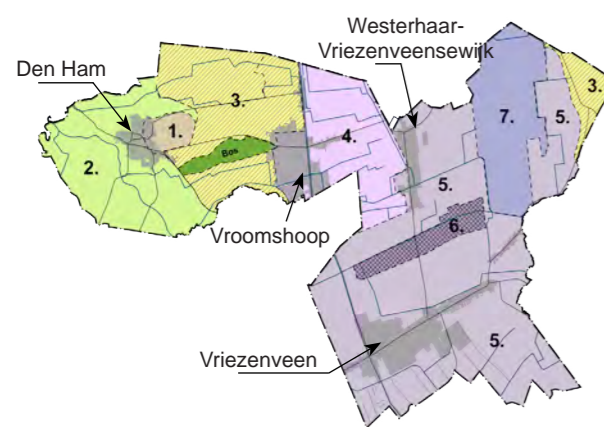 Westerhaar-
Vriezenveensewijk
Den Ham
3.
3.
1.
7.
5.
4.
Bos
2.
5.
6.
Vroomshoop
5.
Vriezenveen